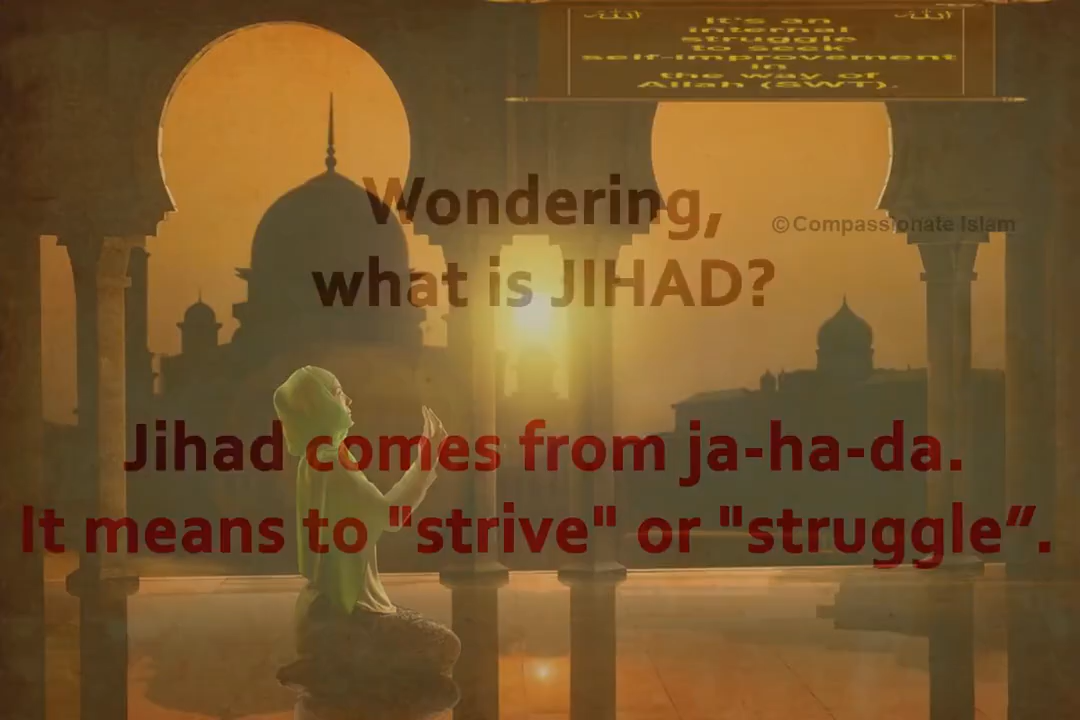 It's an
internal
struggle
to seek
self-improvement
in
the way of
Allah (SWT).
Wondering,
what is JIHAD?
©Compassionate Islam
Jihad comes from ja-ha-da.
It means to "strive" or "struggle”.